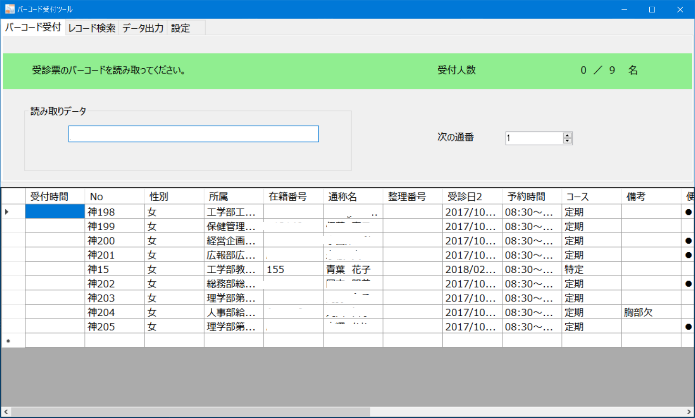 バーコード受付ツール
バーコード受付 レコード検索 データ出力 設定
受診票のバーコードを読み取ってください。 受付人数 0 / 9 名
読み取りデータ
次の通番 1
受付時間 No 性別 所属 在籍番号 通称名 整理番号 受診日2 予約時間 コース 備考
神198 女 工学部工... 2017/10... 08:30～... 定期 ●
神199 女 保健管理... 2017/10... 08:30～... 定期
神200 女 経営企画... 2017/10... 08:30～... 定期 ●
神201 女 広報部広... 2017/10... 08:30～... 定期 ●
神15 女 工学部教... 155 青葉 花子 2018/02... 08:30～... 特定
神202 女 総務部総... 2017/10... 08:30～... 定期 ●
神203 女 理学部第... 2017/10... 08:30～... 定期
神204 女 人事部給... 2017/10... 08:30～... 定期 胸部欠
神205 女 理学部第... 2017/10... 08:30～... 定期 ●